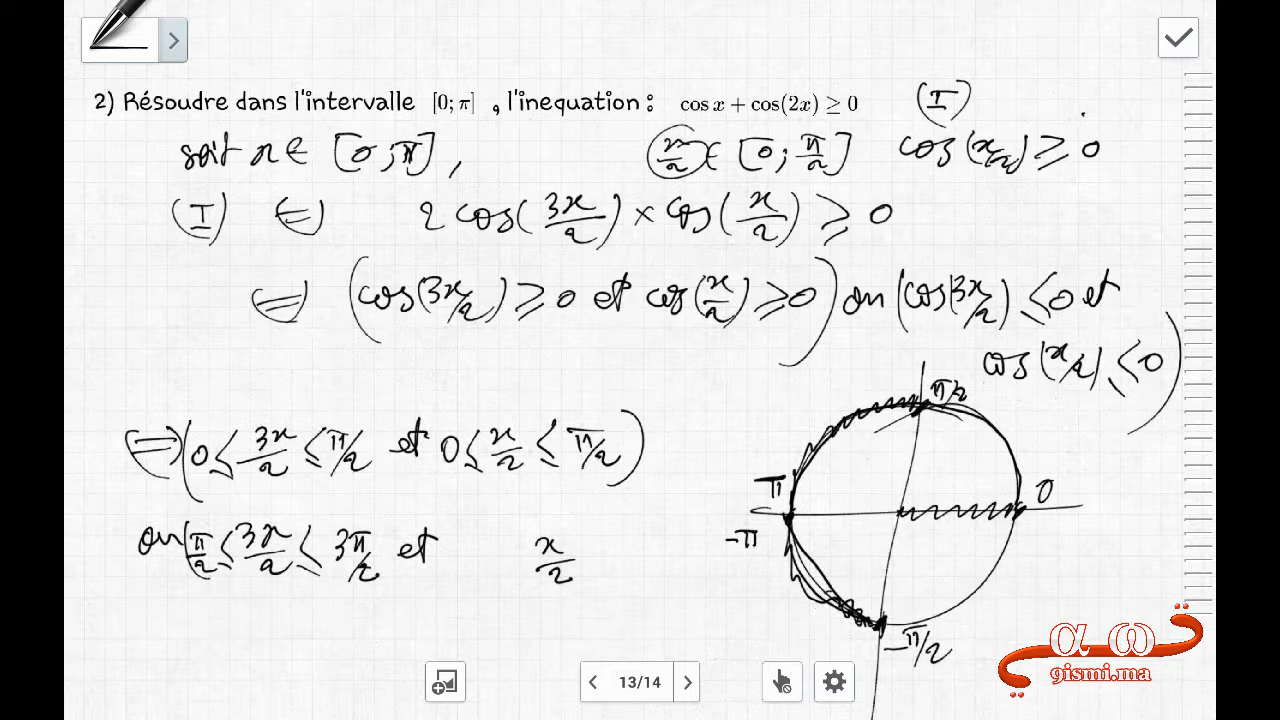 2) Résoudre dans l'intervalle [0; π] , l'inequation : cos x + cos(2x) ≥ 0 (I)
soit x ∈ [0; π], x/2 ∈ [0; π/2] cos(x/2) ≥ 0
(I) ⇔ 2 cos(3x/2) × cos(x/2) ≥ 0
⇔ (cos(3x/2) ≥ 0 et cos(x/2) ≥ 0) ou (cos(3x/2) ≤ 0 et
cos(x/2) ≤ 0)
⇔ (0 ≤ 3x/2 ≤ π/2 et 0 ≤ x/2 ≤ π/2)
ou (π/2 ≤ 3x/2 ≤ 3π/2 et x/2
π/2
π
0
-π
-π/2
α ω
gismi.ma
13/14